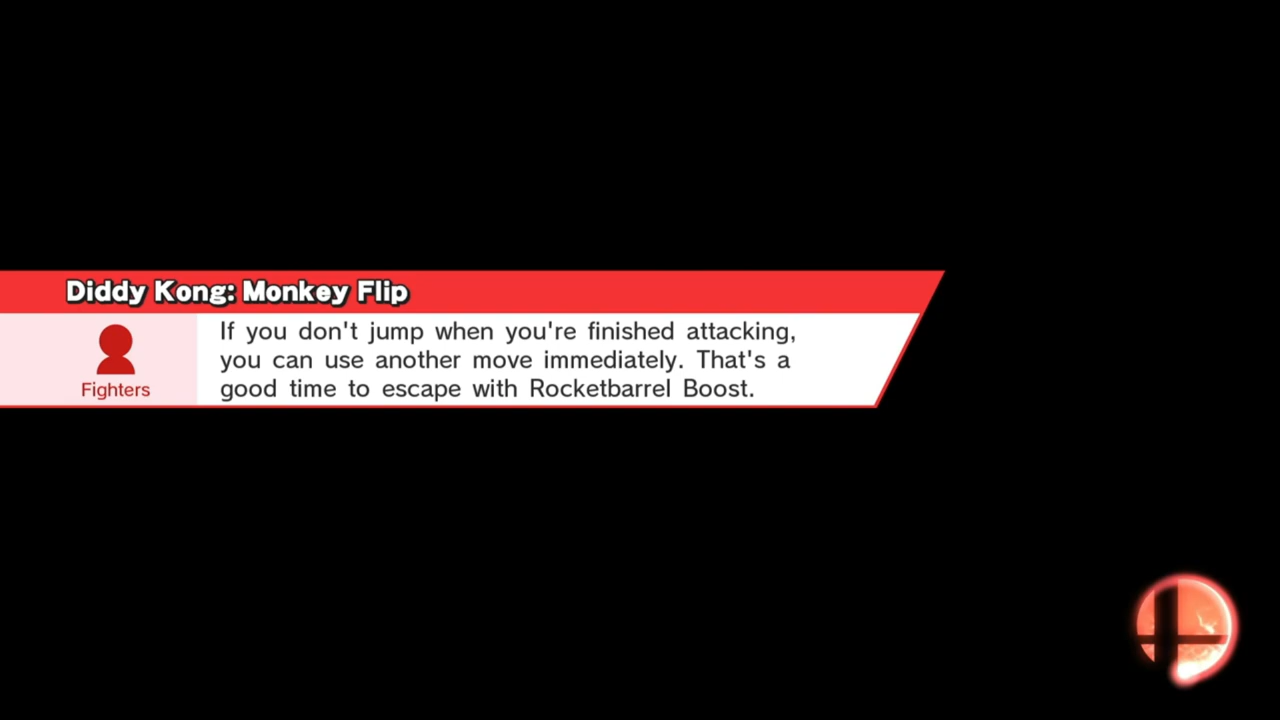 Diddy Kong: Monkey Flip
Fighters
If you don't jump when you're finished attacking,
you can use another move immediately. That's a
good time to escape with Rocketbarrel Boost.